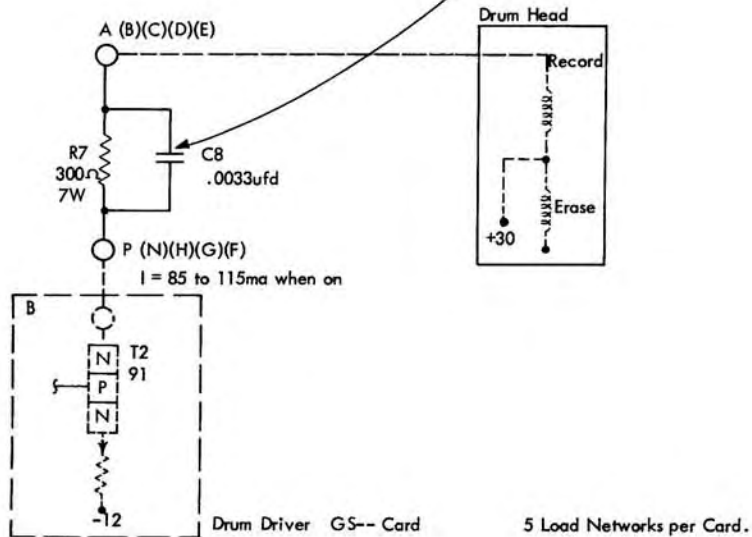 Drum Head
A (B)(C)(D)(E)
Record
R7
300Ω
7W
C8
.0033ufd
Erase
+30
P (N)(H)(G)(F)
I = 85 to 115ma when on
B
N
P
N
T2
91
-12
Drum Driver GS-- Card
5 Load Networks per Card.